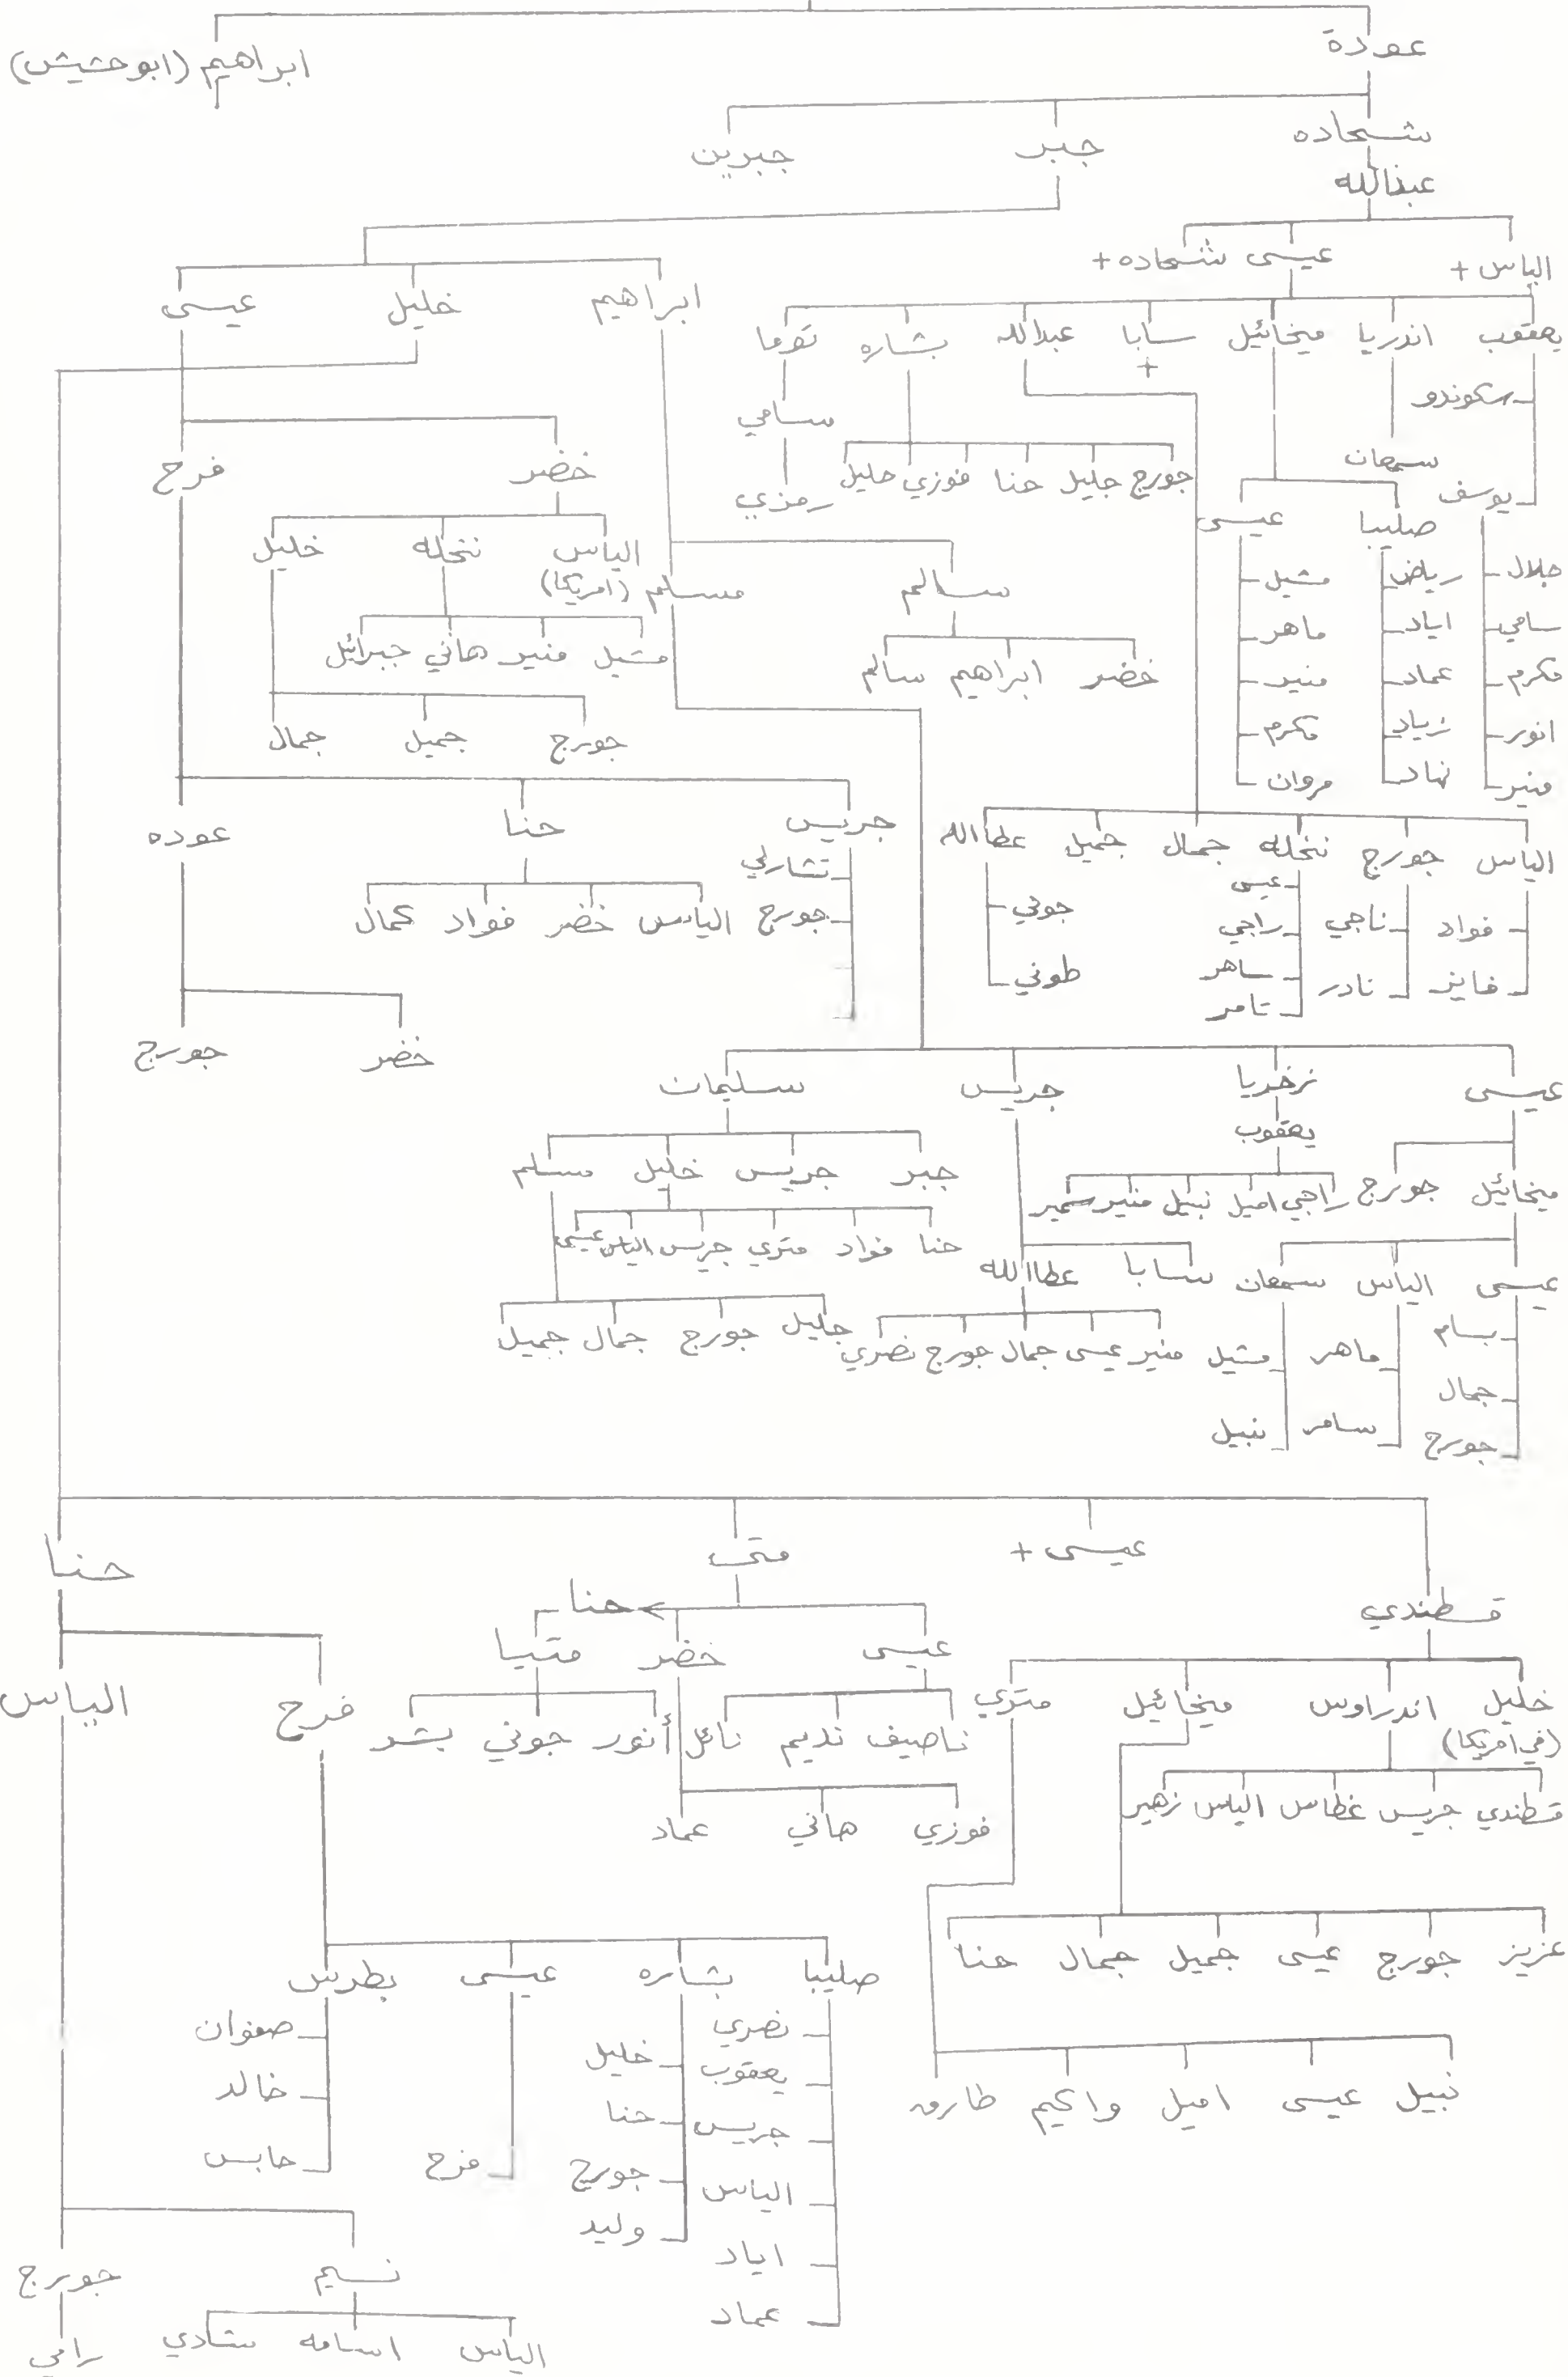 عودة
ابراهيم (ابوحشيش)
شحاده جبر جبرين
عبدالله
الياس + عيسى شحاده +
ابراهيم خليل عيسى
يعقوب اندريا ميخائيل سابا عبدالله بشاره توما
+
سكوندو
سامي
سمعان
جورج جليل حنا فوزي خليل
خضر فرح
يوسف
رمزي
صليبا عيسى
الياس نخله خليل
مسلم (امريكا)
سالم
جلال رياض مشيل
سامي اياد ماهر
مكرم عماد منير
انور زياد مكرم
منير نهاد مروان
خضر ابراهيم سالم
مشيل منير هاني جبرائيل
جورج جميل جمال
الياس جورج نخله جمال جميل عطاالله
جريس حنا عوده
تشارلي
جورج
عيسى
فواد ناجي راجي جوني
الياس خضر فواد كمال
ساهر
فايز نادر تامر طوني
خضر جورج
عيسى زخريا جريس سليمان
يعقوب
ميخائيل جورج
راجي اميل نبيل منير سمير
جبر جريس خليل مسلم
حنا فواد متري جريس الياس عيسى
عيسى الياس سمعان سابا عطاالله
بسام
ماهر مشيل
منير عيسى جمال جورج نصري
جليل جورج جمال جميل
جمال
جورج سامر نبيل
عيسى + متى حنا
قسطندي
حنا
عيسى خضر متيا
فرح الياس
خليل اندراوس ميخائيل متري
(في امريكا)
ناصيف نديم نائل
أنور جوني بشر
قسطندي جريس غطاس الياس زهير
فوزي هاني عماد
عزيز جورج عيسى جميل جمال حنا
صليبا بشاره عيسى بطرس
نصري خليل صفوان
يعقوب حنا خالد
جريس جورج فرح حابس
الياس وليد
اياد
عماد
نبيل عيسى اميل واكيم طارق
نسيم جورج
الياس اسامه شادي
رامي